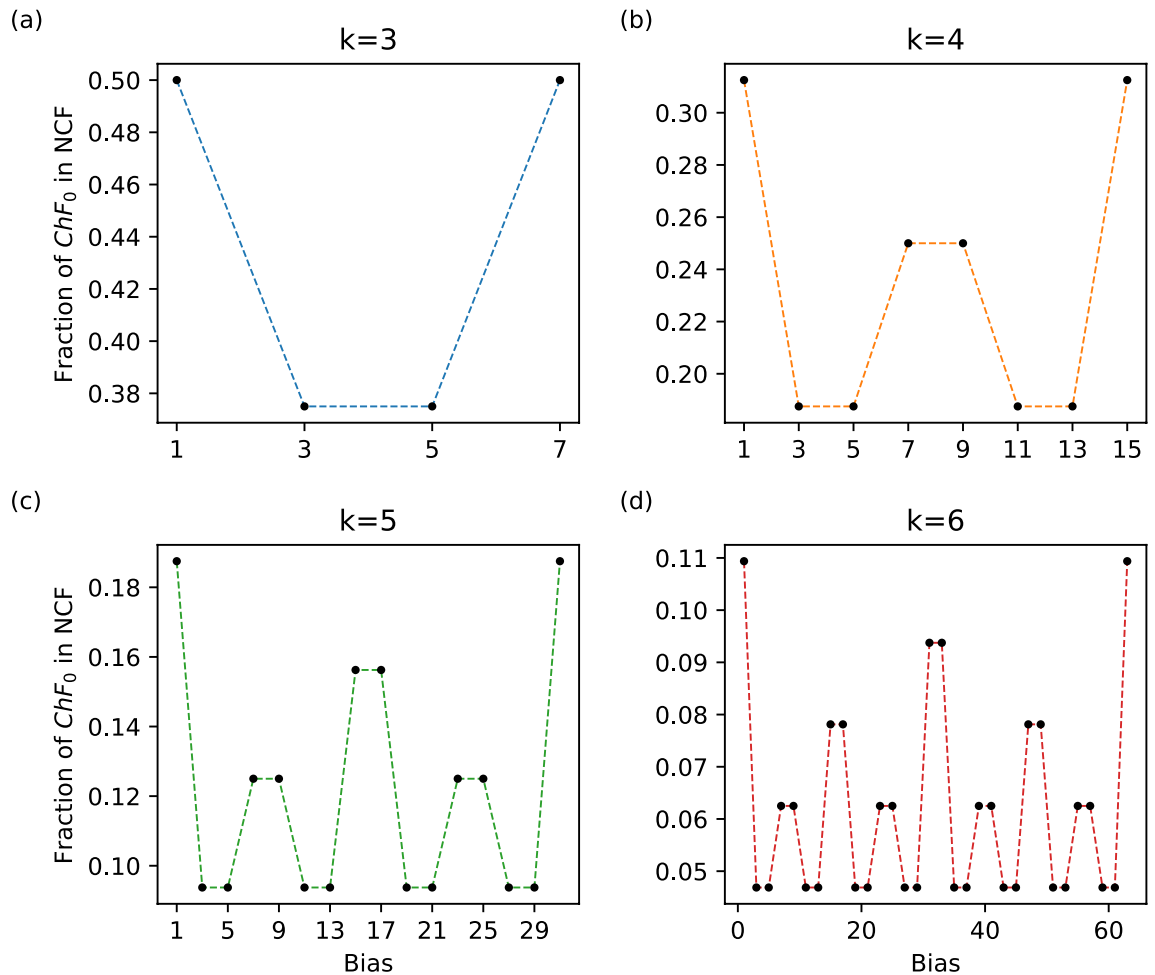 (a)
k=3
Fraction of ChF₀ in NCF
0.50
0.48
0.46
0.44
0.42
0.40
0.38
1 3 5 7
(b)
k=4
0.30
0.28
0.26
0.24
0.22
0.20
1 3 5 7 9 11 13 15
(c)
k=5
Fraction of ChF₀ in NCF
0.18
0.16
0.14
0.12
0.10
1 5 9 13 17 21 25 29
Bias
(d)
k=6
0.11
0.10
0.09
0.08
0.07
0.06
0.05
0 20 40 60
Bias